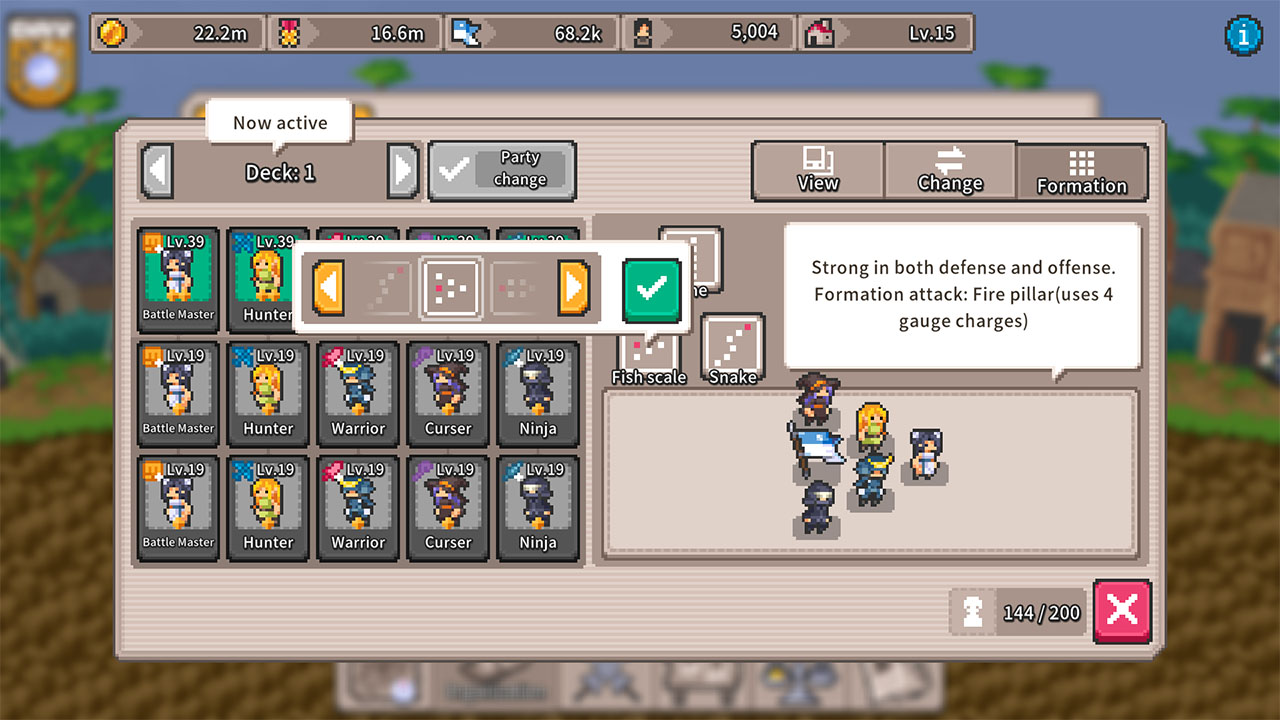 22.2m
16.6m
68.2k
5,004
Lv.15
i
Now active
Deck: 1
Party
change
View
Change
Formation
Lv.39
Battle Master
Lv.39
Hunter
Strong in both defense and offense.
Formation attack: Fire pillar(uses 4
gauge charges)
Fish scale
Snake
Lv.19
Battle Master
Lv.19
Hunter
Lv.19
Warrior
Lv.19
Curser
Lv.19
Ninja
Lv.19
Battle Master
Lv.19
Hunter
Lv.19
Warrior
Lv.19
Curser
Lv.19
Ninja
144 / 200